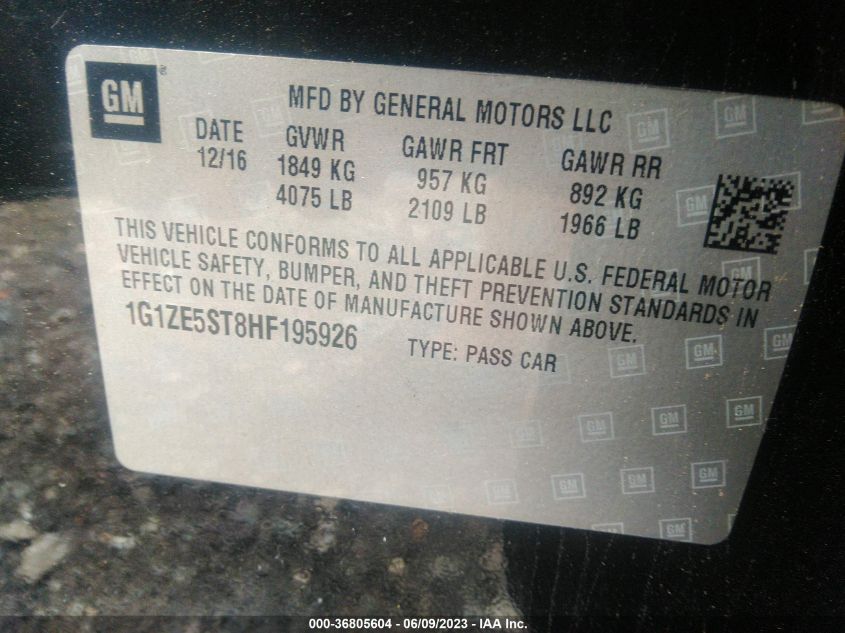 GM
MFD BY GENERAL MOTORS LLC
DATE GVWR GAWR FRT GAWR RR
12/16 1849 KG 957 KG 892 KG
4075 LB 2109 LB 1966 LB
THIS VEHICLE CONFORMS TO ALL APPLICABLE U.S. FEDERAL MOTOR
VEHICLE SAFETY, BUMPER, AND THEFT PREVENTION STANDARDS IN
EFFECT ON THE DATE OF MANUFACTURE SHOWN ABOVE.
1G1ZE5ST8HF195926 TYPE: PASS CAR
000-36805604 - 06/09/2023 - IAA Inc.